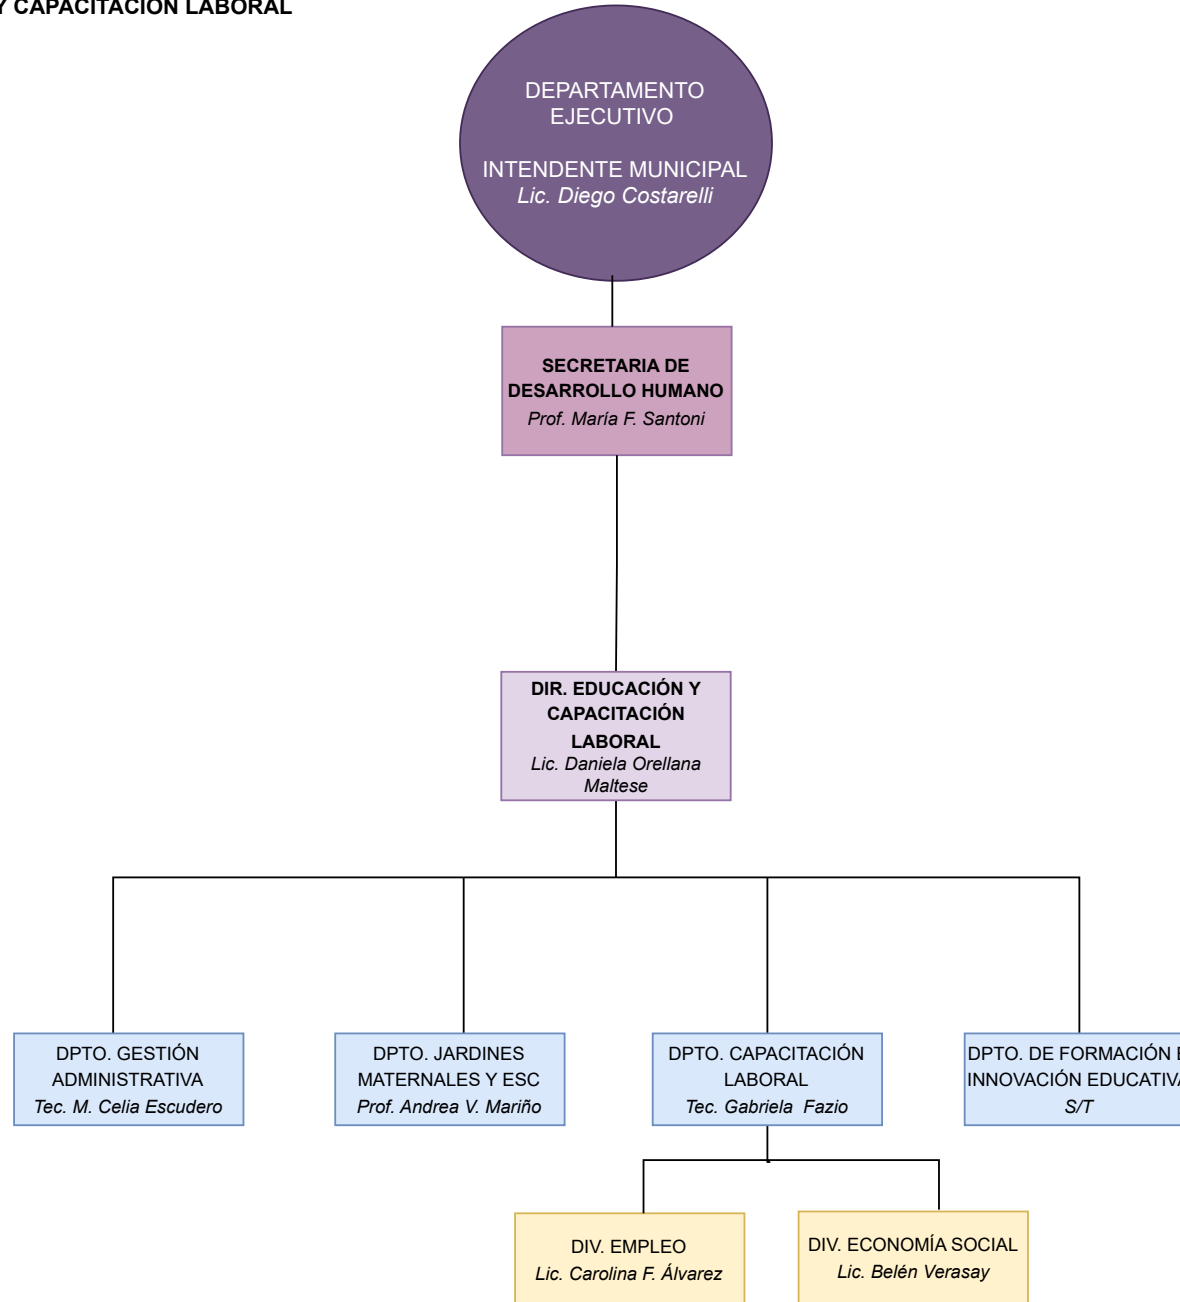 Y CAPACITACIÓN LABORAL
DEPARTAMENTO
EJECUTIVO
INTENDENTE MUNICIPAL
Lic. Diego Costarelli
SECRETARIA DE
DESARROLLO HUMANO
Prof. María F. Santoni
DIR. EDUCACIÓN Y
CAPACITACIÓN
LABORAL
Lic. Daniela Orellana
Maltese
DPTO. GESTIÓN
ADMINISTRATIVA
Tec. M. Celia Escudero
DPTO. JARDINES
MATERNALES Y ESC
Prof. Andrea V. Mariño
DPTO. CAPACITACIÓN
LABORAL
Tec. Gabriela Fazio
DPTO. DE FORMACIÓN E
INNOVACIÓN EDUCATIVA
S/T
DIV. EMPLEO
Lic. Carolina F. Álvarez
DIV. ECONOMÍA SOCIAL
Lic. Belén Verasay